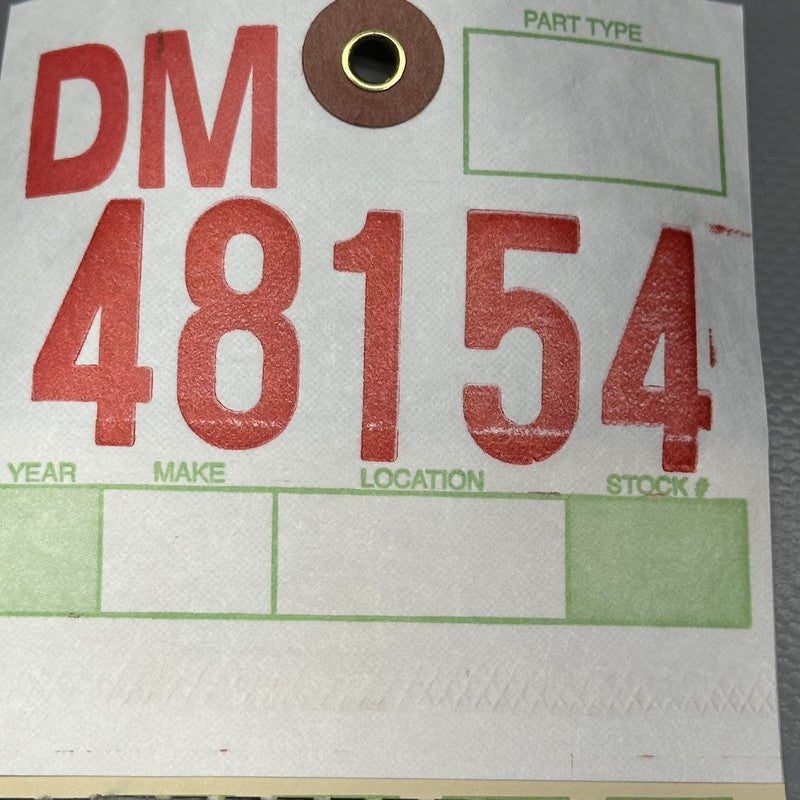 PART TYPE
DM
48154
YEAR MAKE LOCATION STOCK #